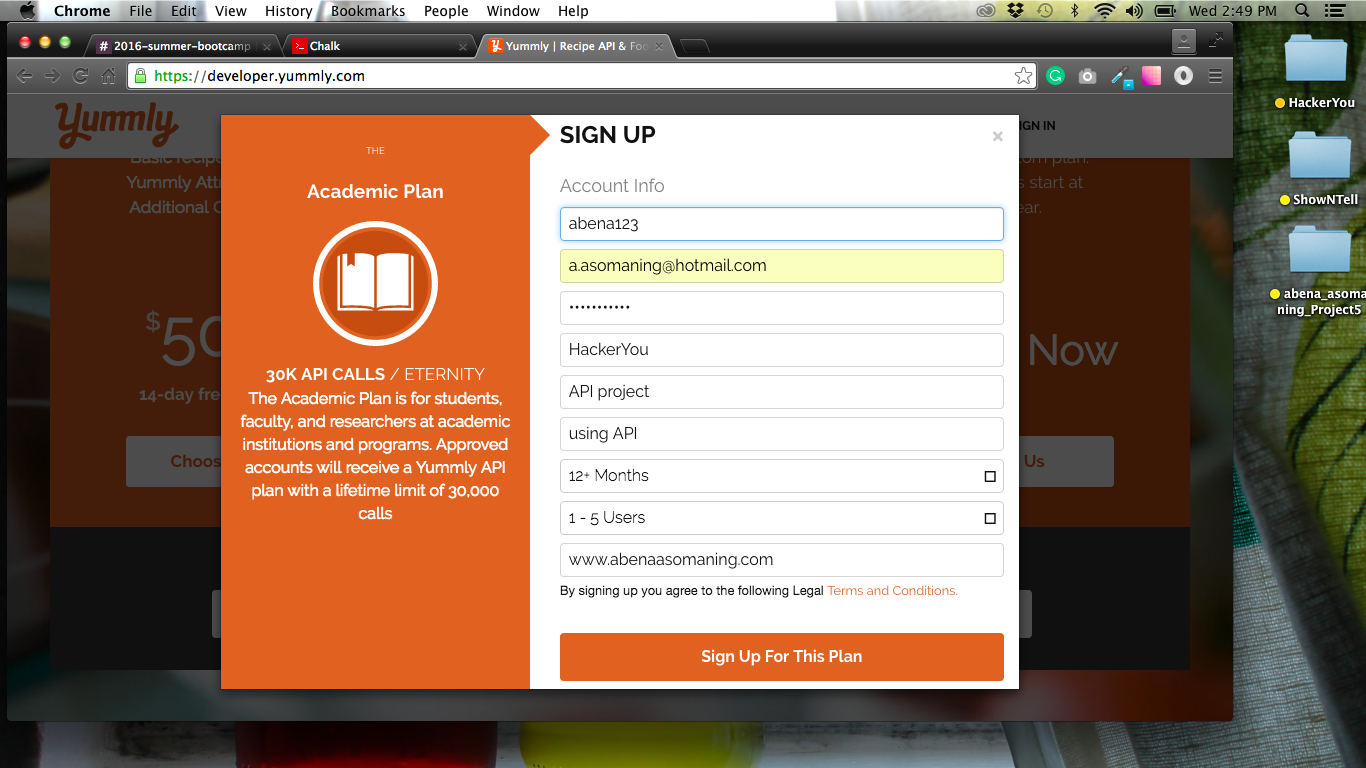 Chrome File Edit View History Bookmarks People Window Help Wed 2:49 PM
# 2016-summer-bootcamp Chalk Yummly | Recipe API & Foo
https://developer.yummly.com
HackerYou
ShowNTell
abena_asoma
ning_Project5
Yummly
IGN IN
Yummly Att
Additional C
s start at
ear.
$50
14-day fre
Choos
Now
Us
THE
Academic Plan
30K API CALLS / ETERNITY
The Academic Plan is for students,
faculty, and researchers at academic
institutions and programs. Approved
accounts will receive a Yummly API
plan with a lifetime limit of 30,000
calls
SIGN UP
×
Account Info
abena123
a.asomaning@hotmail.com
•••••••••••
HackerYou
API project
using API
12+ Months
1 - 5 Users
www.abenaasomaning.com
By signing up you agree to the following Legal Terms and Conditions.
Sign Up For This Plan